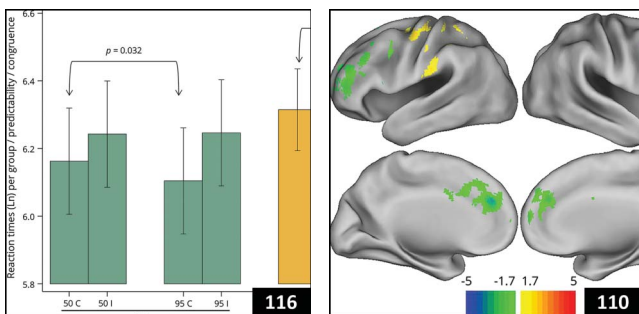 Reaction times (Ln) per group / predictability / congruence
6.6
6.4
6.2
6.0
5.8
p = 0.032
50 C
50 I
95 C
95 I
116
-5
-1.7
1.7
5
110